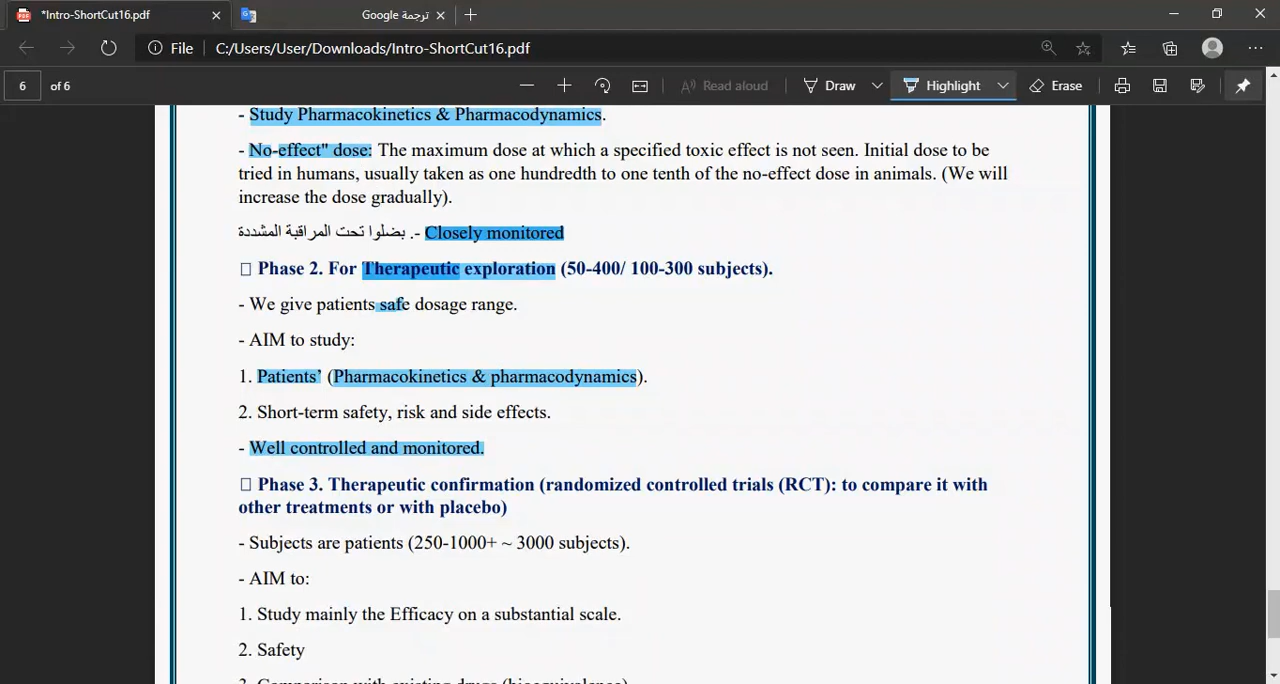 *Intro-ShortCut16.pdf
ترجمة Google
File C:/Users/User/Downloads/Intro-ShortCut16.pdf
6 of 6 Read aloud Draw Highlight Erase
- Study Pharmacokinetics & Pharmacodynamics.
- No-effect" dose: The maximum dose at which a specified toxic effect is not seen. Initial dose to be
tried in humans, usually taken as one hundredth to one tenth of the no-effect dose in animals. (We will
increase the dose gradually).
بضلوا تحت المراقبة المشددة .- Closely monitored
Phase 2. For Therapeutic exploration (50-400/ 100-300 subjects).
- We give patients safe dosage range.
- AIM to study:
1. Patients’ (Pharmacokinetics & pharmacodynamics).
2. Short-term safety, risk and side effects.
- Well controlled and monitored.
Phase 3. Therapeutic confirmation (randomized controlled trials (RCT): to compare it with
other treatments or with placebo)
- Subjects are patients (250-1000+ ~ 3000 subjects).
- AIM to:
1. Study mainly the Efficacy on a substantial scale.
2. Safety
3. Comparison with existing drugs (bioequivalence)